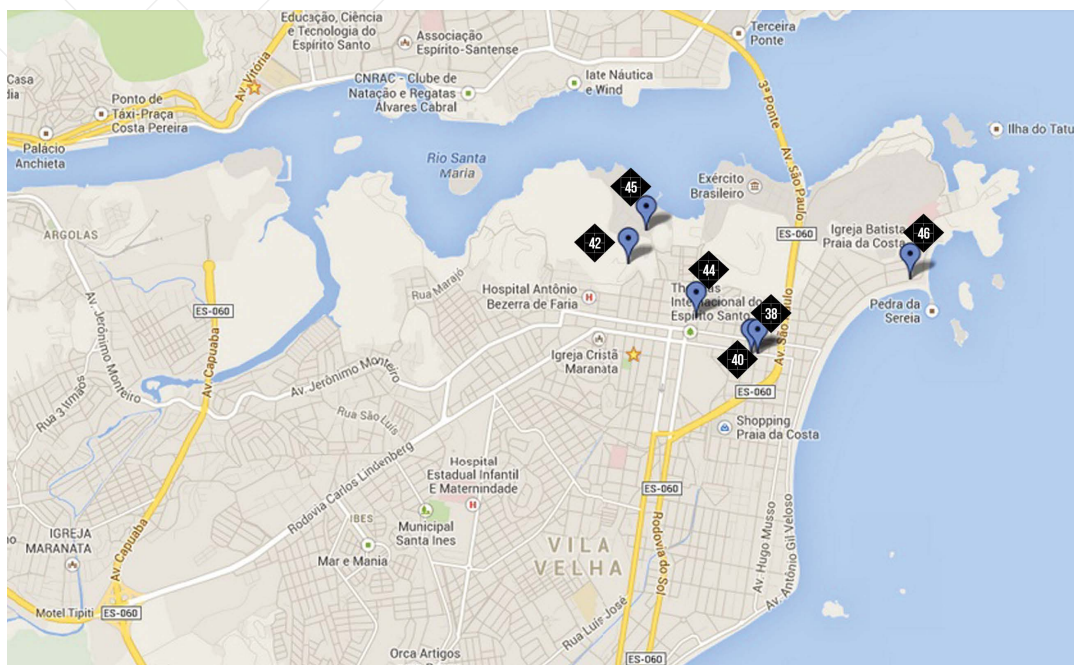 Educação, Ciência
e Tecnologia do
Espírito Santo
Associação
Espírito-Santense
Terceira
Ponte
Casa
dia
Av. Vitória
CNRAC - Clube de
Natação e Regatas
Álvares Cabral
Iate Náutica
e Wind
Ponto de
Táxi-Praça
Costa Pereira
3ª Ponte
Palácio
Anchieta
Ilha do Tatu
Rio Santa
Maria
Av. São Paulo
Exército
Brasileiro
45
42
44
46
ES-060
Igreja Batista
Praia da Costa
ARGOLAS
Rua Marajó
Hospital Antônio
Bezerra de Faria
Internacional do
Espírito Santo
38
40
Pedra da
Sereia
ES-060
Av. Jerônimo Monteiro
Av. Capuaba
Igreja Cristã
Maranata
Av. São Paulo
ES-060
Av. Jerônimo Monteiro
Rua 3 Irmãos
Rua São Luís
Shopping
Praia da Costa
Rodovia Carlos Lindenberg
Hospital
Estadual Infantil
E Maternindade
ES-060
IBES
Municipal
Santa Ines
Mar e Mania
IGREJA
MARANATA
Av. Capuaba
VILA
VELHA
Rodovia do Sol
Av. Hugo Musso
Av. Antônio Gil Veloso
Motel Tipiti
ES-060
Rua Luís José
Orca Artigos
ES-060